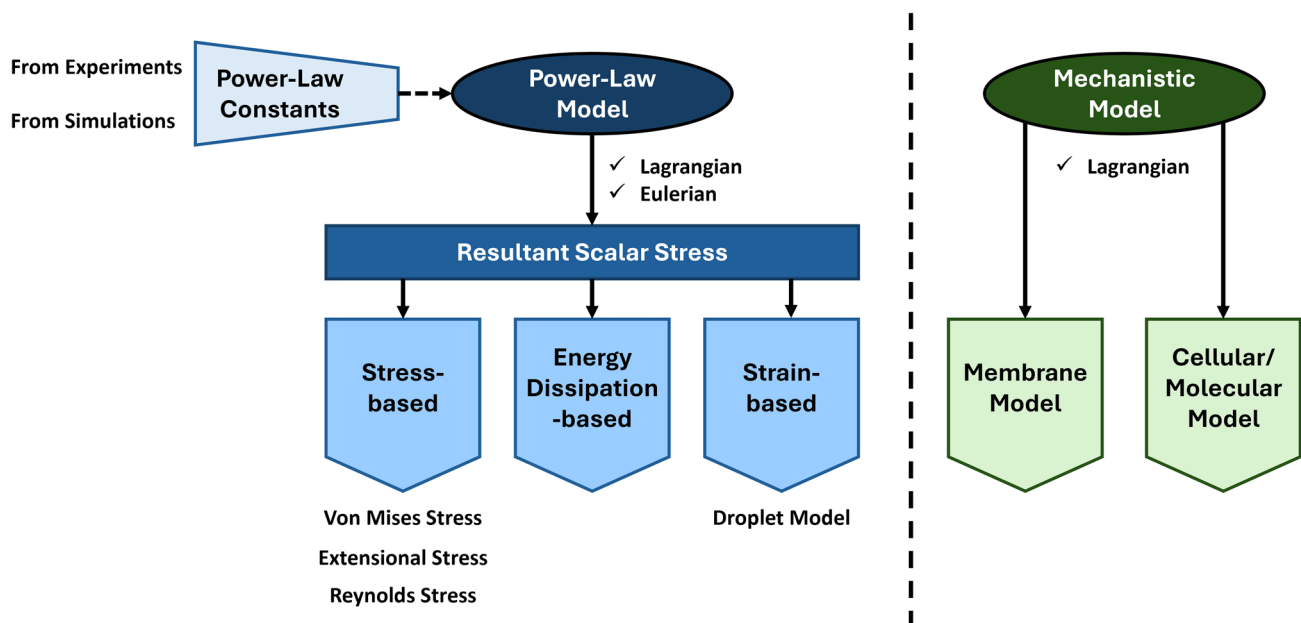 From Experiments
From Simulations
Power-Law
Constants
Power-Law
Model
✓ Lagrangian
✓ Eulerian
Resultant Scalar Stress
Stress-
based
Energy
Dissipation
-based
Strain-
based
Von Mises Stress
Extensional Stress
Reynolds Stress
Droplet Model
Mechanistic
Model
✓ Lagrangian
Membrane
Model
Cellular/
Molecular
Model